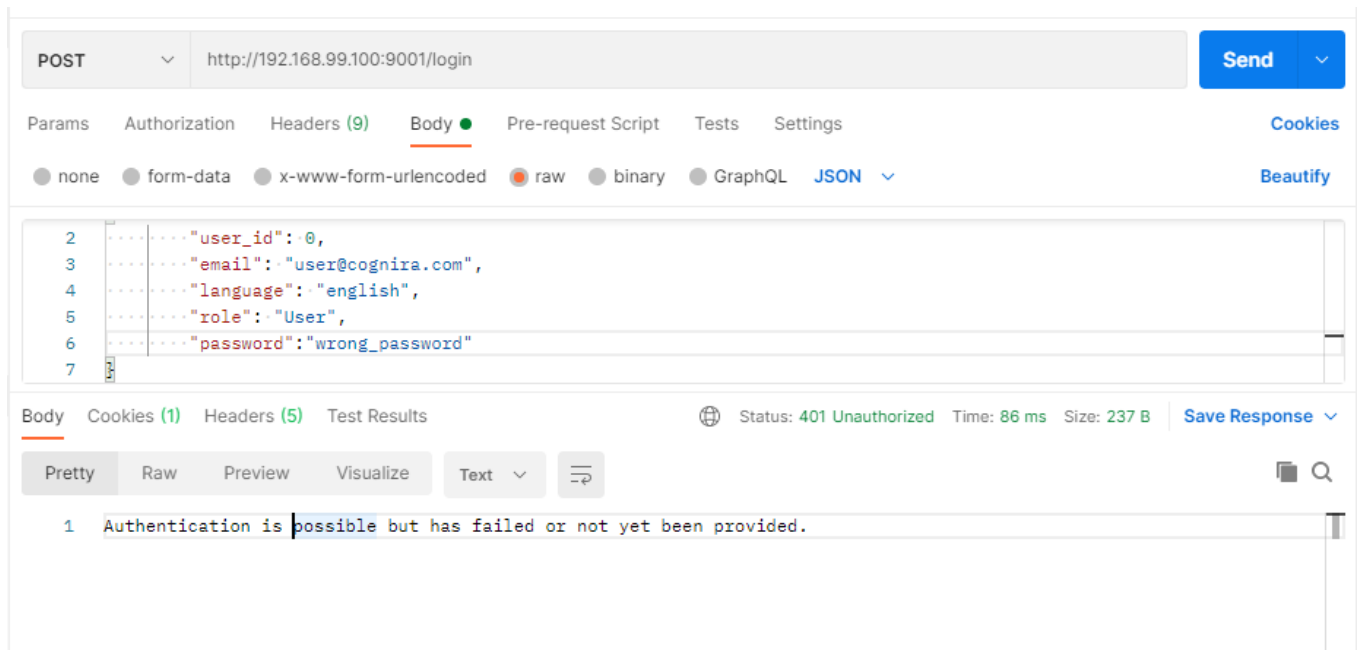 POST http://192.168.99.100:9001/login Send
Params Authorization Headers (9) Body Pre-request Script Tests Settings Cookies
none form-data x-www-form-urlencoded raw binary GraphQL JSON Beautify
2 "user_id": 0,
3 "email": "user@cognira.com",
4 "language": "english",
5 "role": "User",
6 "password":"wrong_password"
7 }
Body Cookies (1) Headers (5) Test Results Status: 401 Unauthorized Time: 86 ms Size: 237 B Save Response
Pretty Raw Preview Visualize Text
1 Authentication is possible but has failed or not yet been provided.